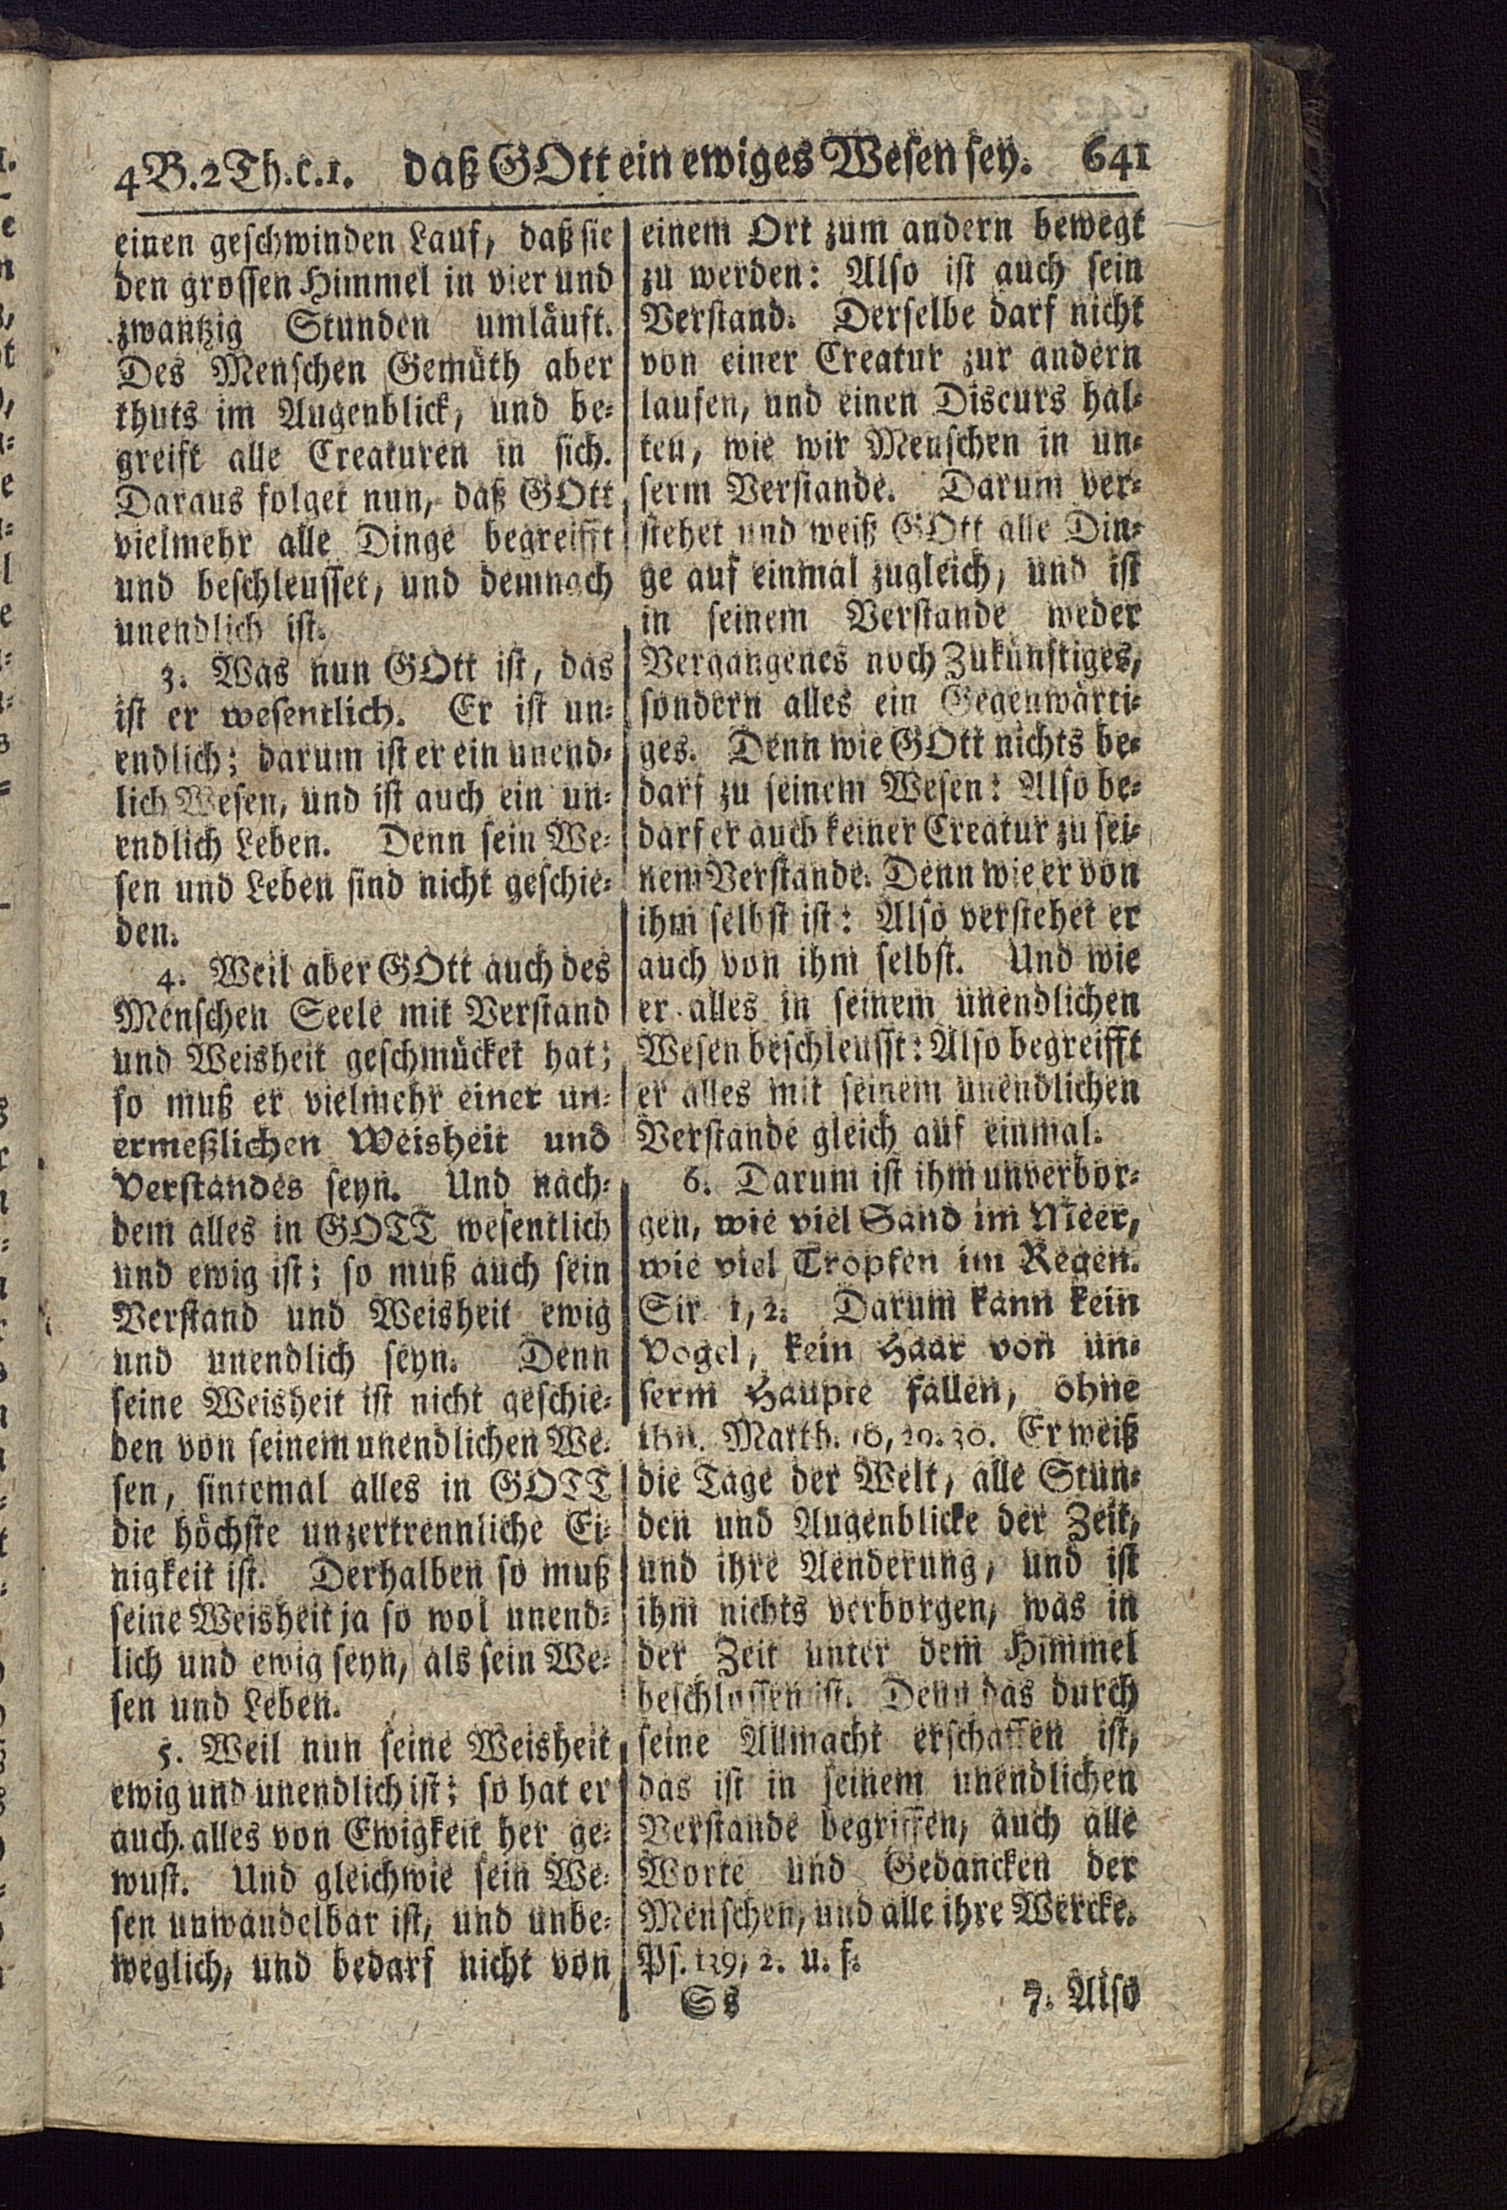 4B.2Th.c.1. daß GOtt ein ewiges Wesen sey. 641
einen geschwinden Lauf, daß sie
den grossen Himmel in vier und
zwantzig Stunden umläuft.
Des Menschen Gemüth aber
thuts im Augenblick, und be-
greift alle Creaturen in sich.
Daraus folget nun, daß GOtt
vielmehr alle Dinge begreifft
und beschleusset, und demnach
unendlich ist.
3. Was nun GOtt ist, das
ist er wesentlich. Er ist un-
endlich; darum ist er ein unend-
lich Wesen, und ist auch ein un-
endlich Leben. Denn sein We-
sen und Leben sind nicht geschie-
den.
4. Weil aber GOtt auch des
Menschen Seele mit Verstand
und Weisheit geschmücket hat;
so muß er vielmehr einer un-
ermeßlichen Weisheit und
Verstandes seyn. Und nach-
dem alles in GOTT wesentlich
und ewig ist; so muß auch sein
Verstand und Weisheit ewig
und unendlich seyn. Denn
seine Weisheit ist nicht geschie-
den von seinem unendlichen We-
sen, sintemal alles in GOTT
die höchste unzertrennliche Ei-
nigkeit ist. Derhalben so muß
seine Weisheit ja so wol unend-
lich und ewig seyn, als sein We-
sen und Leben.
5. Weil nun seine Weisheit
ewig und unendlich ist; so hat er
auch alles von Ewigkeit her ge-
wust. Und gleichwie sein We-
sen unwandelbar ist, und unbe-
weglich, und bedarf nicht von
einem Ort zum andern bewegt
zu werden: Also ist auch sein
Verstand. Derselbe darf nicht
von einer Creatur zur andern
laufen, und einen Discurs hal-
ten, wie wir Menschen in un-
serm Verstande. Darum ver-
stehet und weiß GOtt alle Din-
ge auf einmal zugleich, und ist
in seinem Verstande weder
Vergangenes noch Zukünftiges,
sondern alles ein Gegenwärti-
ges. Denn wie GOtt nichts be-
darf zu seinem Wesen: Also be-
darf er auch keiner Creatur zu sei-
nem Verstande. Denn wie er von
ihm selbst ist: Also verstehet er
auch von ihm selbst. Und wie
er alles in seinem unendlichen
Wesen beschleusst: Also begreifft
er alles mit seinem unendlichen
Verstande gleich auf einmal.
6. Darum ist ihm unverbor-
gen, wie viel Sand im Meer,
wie viel Tropfen im Regen.
Sir. 1, 2. Darum kann kein
Vogel, kein Haar von un-
serm Haupte fallen, ohne
ihn. Matth. 10, 29. 30. Er weiß
die Tage der Welt, alle Stun-
den und Augenblicke der Zeit,
und ihre Aenderung, und ist
ihm nichts verborgen, was in
der Zeit unter dem Himmel
beschlossen ist. Denn das durch
seine Allmacht erschaffen ist,
das ist in seinem unendlichen
Verstande begriffen, auch alle
Worte und Gedancken der
Menschen, und alle ihre Wercke.
Ps. 139, 2. u. f.
Ss 7. Also